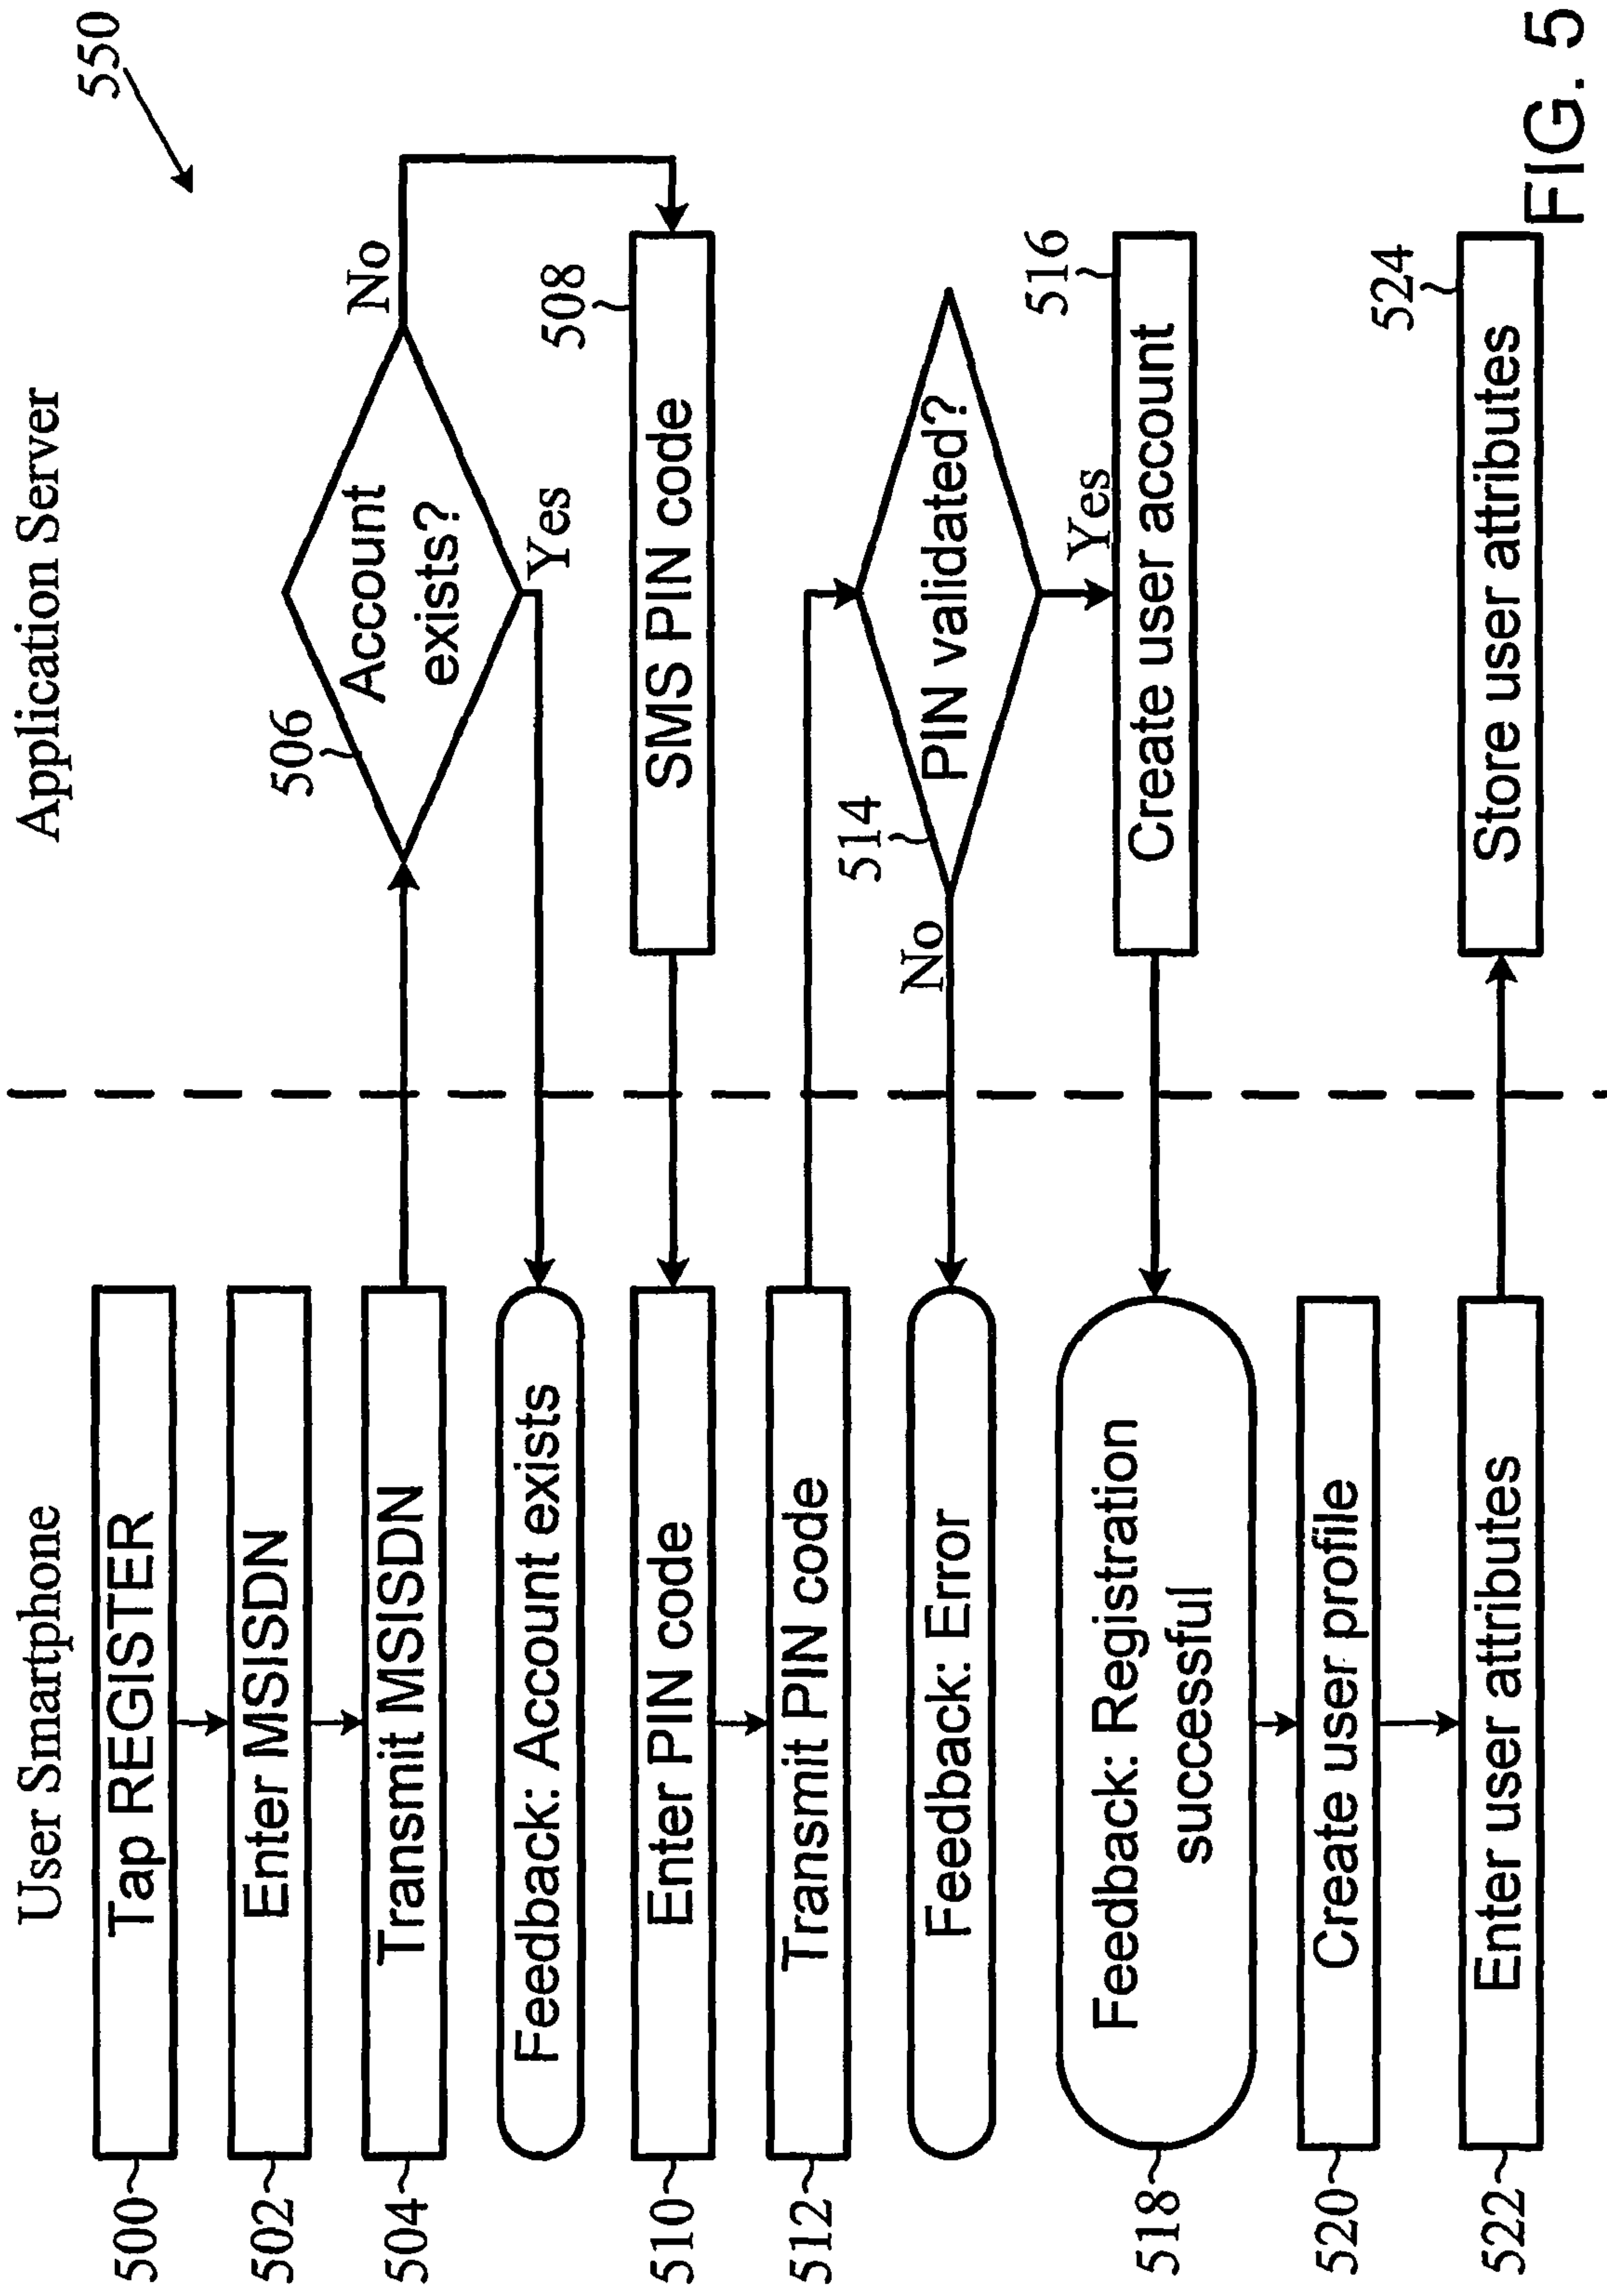 User Smartphone
Application Server
550
500
Tap REGISTER
502
Enter MSISDN
504
Transmit MSISDN
506
Account
exists?
No
Yes
Feedback: Account exists
508
SMS PIN code
510
Enter PIN code
512
Transmit PIN code
514
PIN validated?
No
Yes
Feedback: Error
516
Create user account
518
Feedback: Registration
successful
520
Create user profile
522
Enter user attributes
524
Store user attributes
FIG. 5